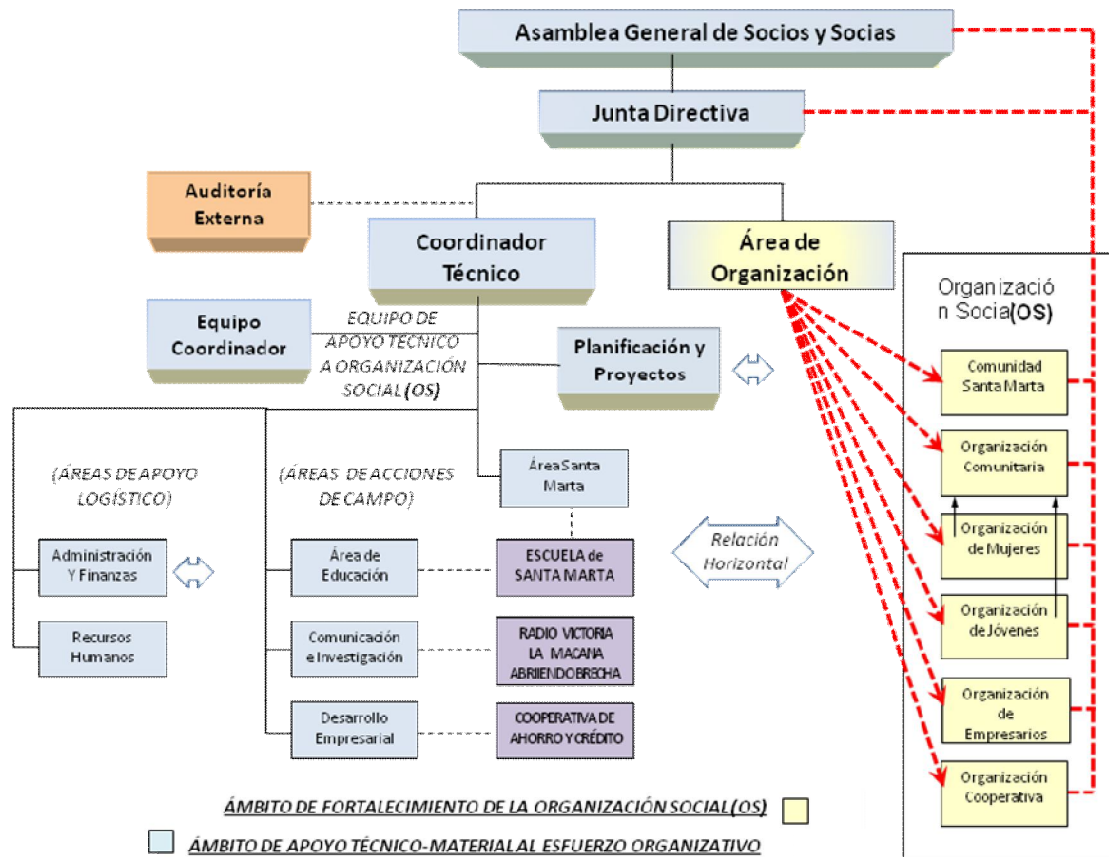 Asamblea General de Socios y Socias
Junta Directiva
Auditoría
Externa
Coordinador
Técnico
Área de
Organización
Organizació
n Socia(OS)
Equipo
Coordinador
EQUIPO DE
APOYO TÉCNICO
A ORGANIZACIÓN
SOCIAL(OS)
Planificación y
Proyectos
Comunidad
Santa Marta
Organización
Comunitaria
(ÁREAS DE APOYO
LOGÍSTICO)
(ÁREAS DE ACCIONES
DE CAMPO)
Área Santa
Marta
Administración
Y Finanzas
Área de
Educación
ESCUELA de
SANTA MARTA
Relación
Horizontal
Organización
de Mujeres
Recursos
Humanos
Comunicación
e Investigación
RADIO VICTORIA
LA MACANA
ABRIIENDO BRECHA
Organización
de Jóvenes
Desarrollo
Empresarial
COOPERATIVA DE
AHORRO Y CRÉDITO
Organización
de
Empresarios
Organización
Cooperativa
ÁMBITO DE FORTALECIMIENTO DE LA ORGANIZACIÓN SOCIAL(OS)
ÁMBITO DE APOYO TÉCNICO-MATERIAL AL ESFUERZO ORGANIZATIVO